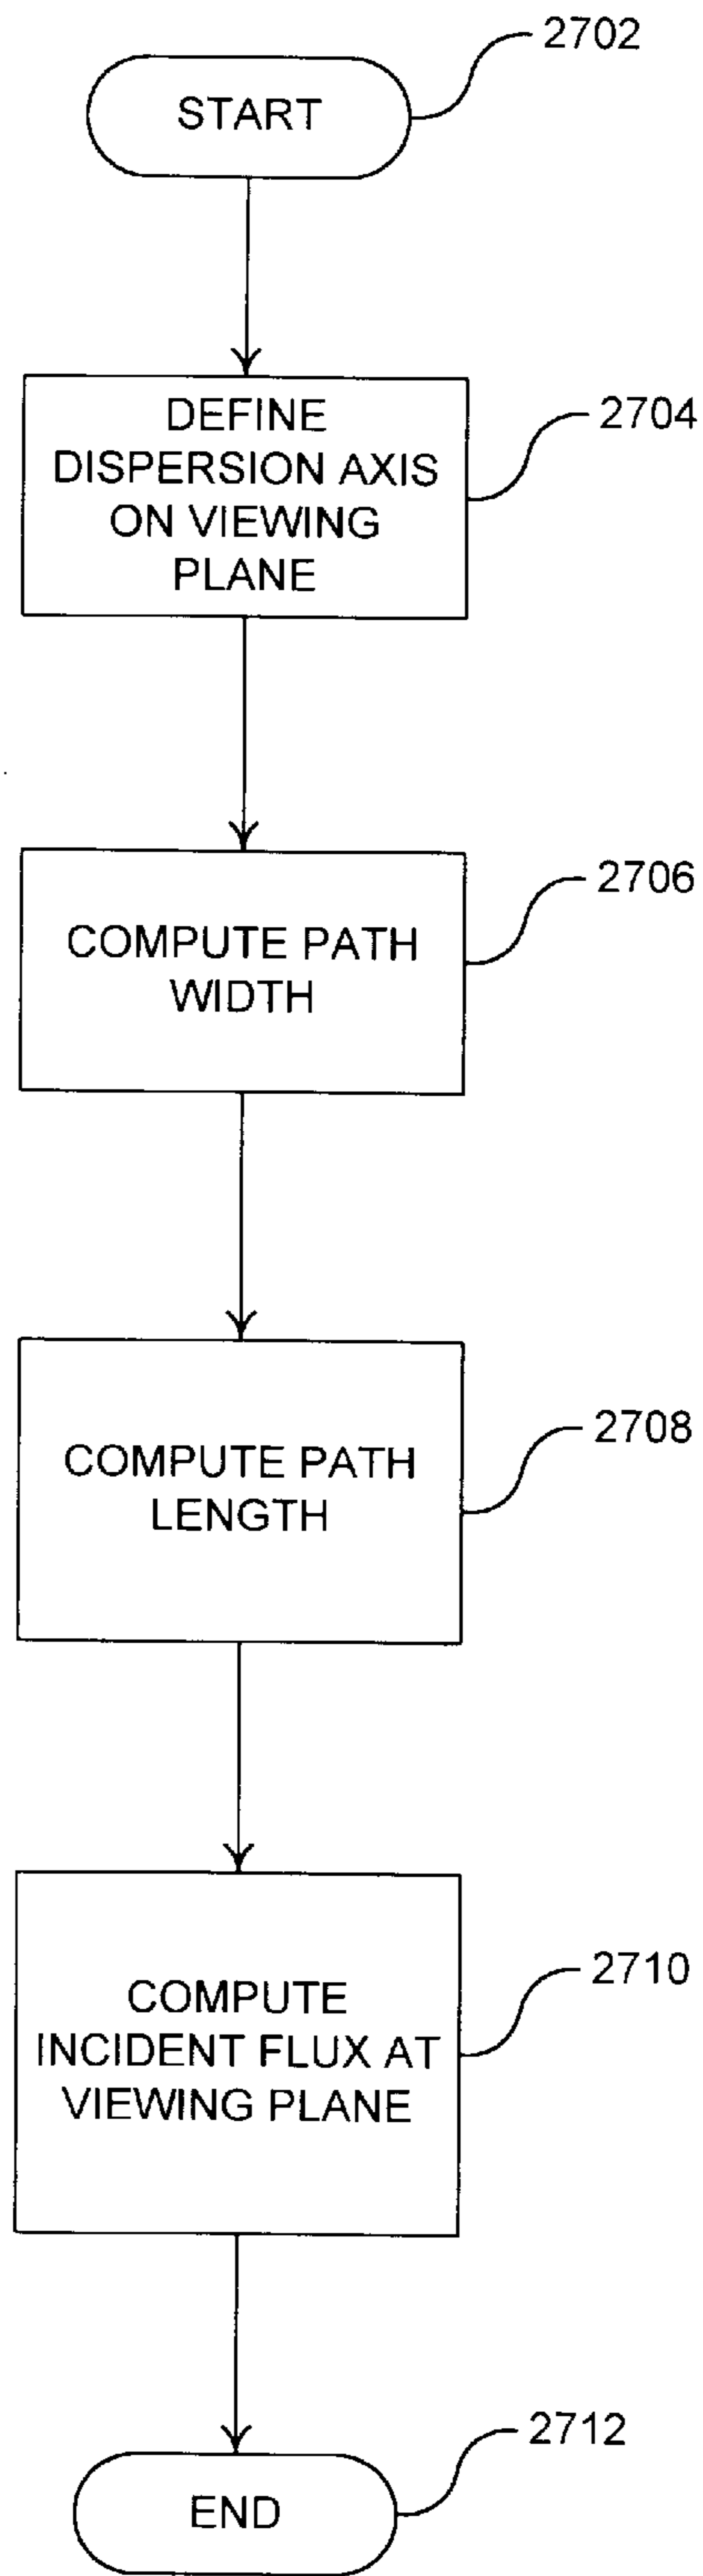 2702
START
DEFINE
DISPERSION AXIS
ON VIEWING
PLANE
2704
COMPUTE PATH
WIDTH
2706
COMPUTE PATH
LENGTH
2708
COMPUTE
INCIDENT FLUX AT
VIEWING PLANE
2710
END
2712